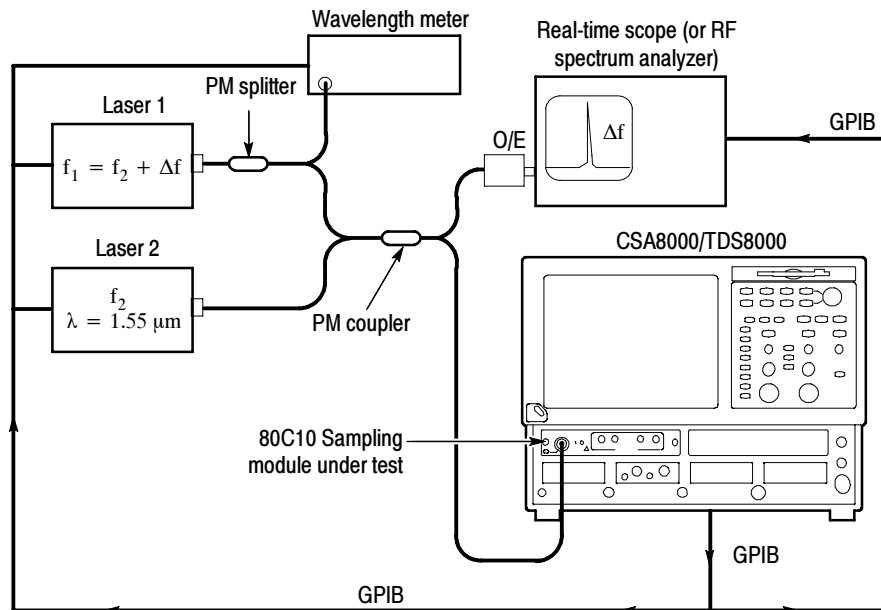 Wavelength meter
Real-time scope (or RF
spectrum analyzer)
PM splitter
Laser 1
f₁ = f₂ + Δf
O/E
Δf
GPIB
Laser 2
f₂
λ = 1.55 μm
PM coupler
CSA8000/TDS8000
80C10 Sampling
module under test
GPIB
GPIB